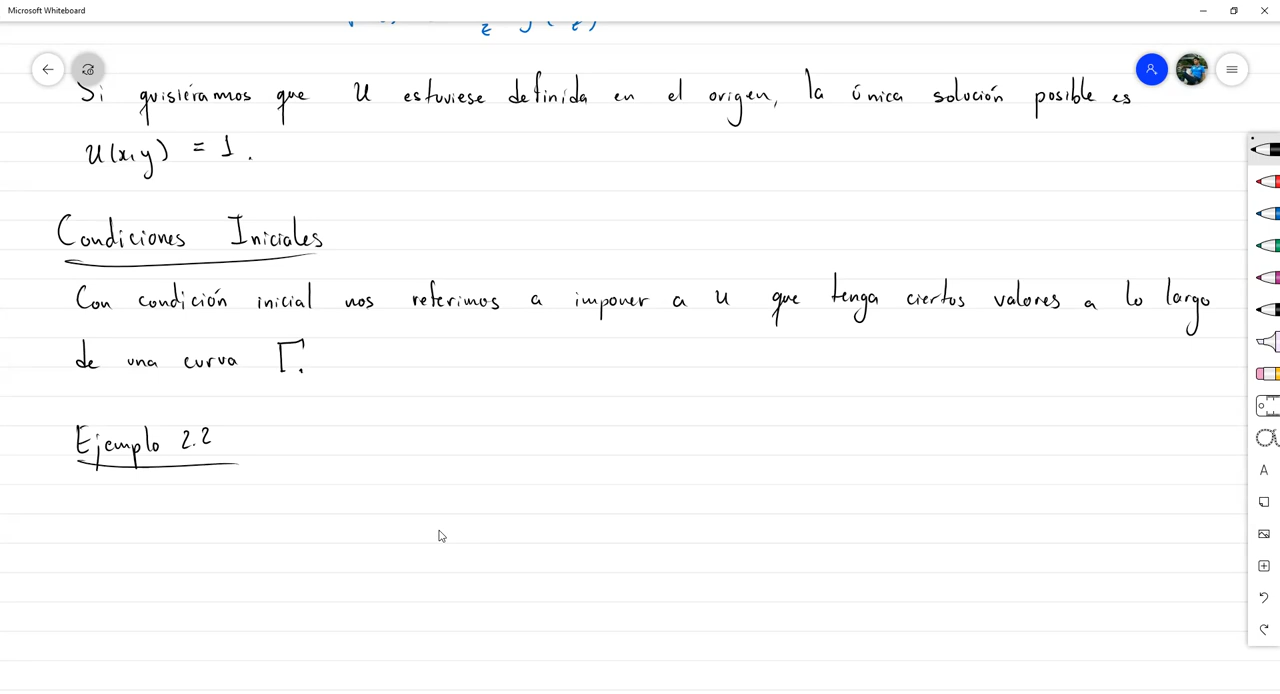 Microsoft Whiteboard
Si quisiéramos que u estuviese definida en el origen, la única solución posible es
u(x,y) = 1.
Condiciones Iniciales
Con condición inicial nos referimos a imponer a u que tenga ciertos valores a lo largo
de una curva Γ.
Ejemplo 2.2
A